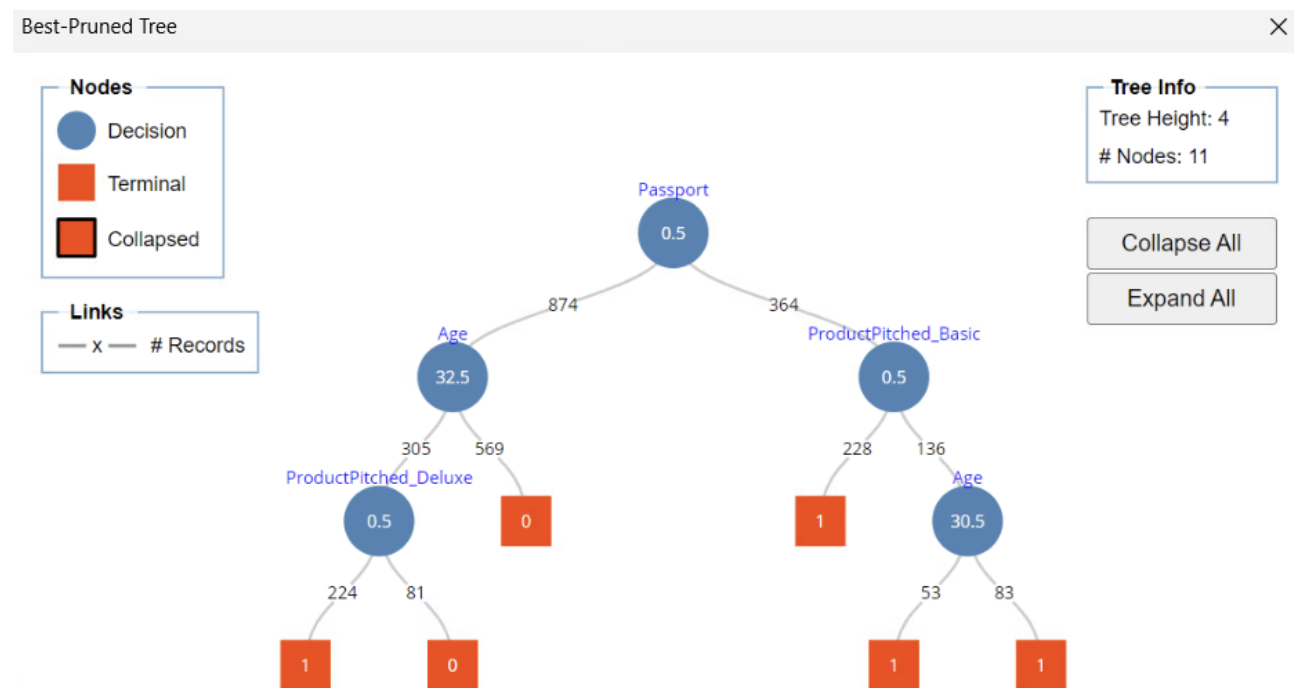 Best-Pruned Tree
Nodes
Decision
Terminal
Collapsed
Links
x # Records
Tree Info
Tree Height: 4
# Nodes: 11
Collapse All
Expand All
Passport
0.5
874 364
Age ProductPitched_Basic
32.5 0.5
305 569 228 136
ProductPitched_Deluxe Age
0.5 0 1 30.5
224 81 53 83
1 0 1 1